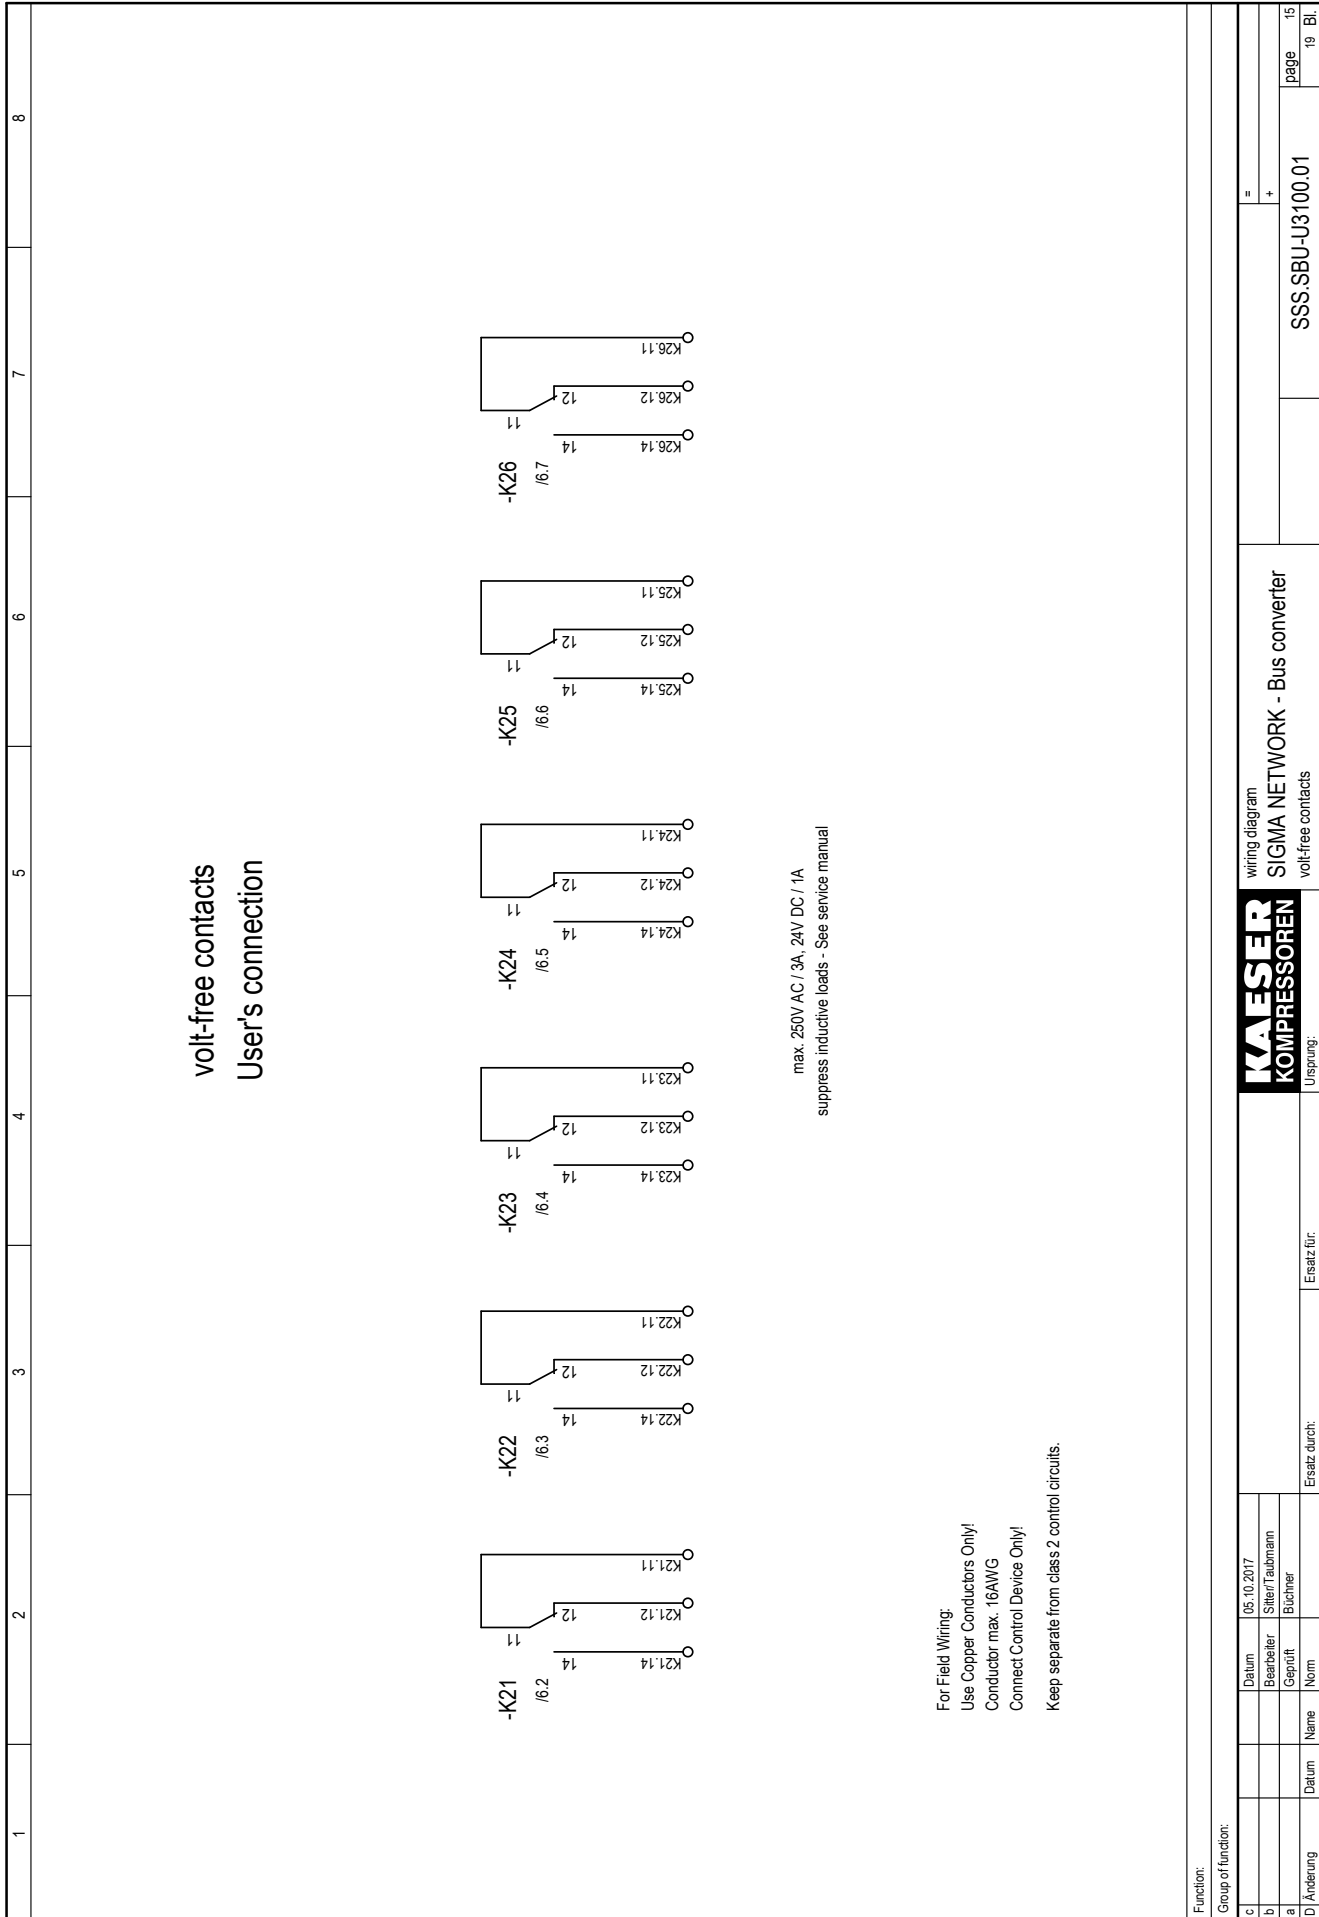 1 2 3 4 5 6 7 8
volt-free contacts
User's connection
-K21 /6.2 11 12 14 K21.14 K21.12 K21.11
-K22 /6.3 11 12 14 K22.14 K22.12 K22.11
-K23 /6.4 11 12 14 K23.14 K23.12 K23.11
-K24 /6.5 11 12 14 K24.14 K24.12 K24.11
-K25 /6.6 11 12 14 K25.14 K25.12 K25.11
-K26 /6.7 11 12 14 K26.14 K26.12 K26.11
max. 250V AC / 3A, 24V DC / 1A
suppress inductive loads - See service manual
For Field Wiring:
Use Copper Conductors Only!
Conductor max. 16AWG
Connect Control Device Only!
Keep separate from class 2 control circuits.
Function:
Group of function:
c Datum 05.10.2017
b Bearbeiter Sitter/Taubmann
a Geprüft Büchner
D Änderung Datum Name Norm Ersatz durch: Ersatz für: Ursprung:
KAESER
KOMPRESSOREN
wiring diagram
SIGMA NETWORK - Bus converter
volt-free contacts
=
+
SSS.SBU-U3100.01
page 15
19 Bl.